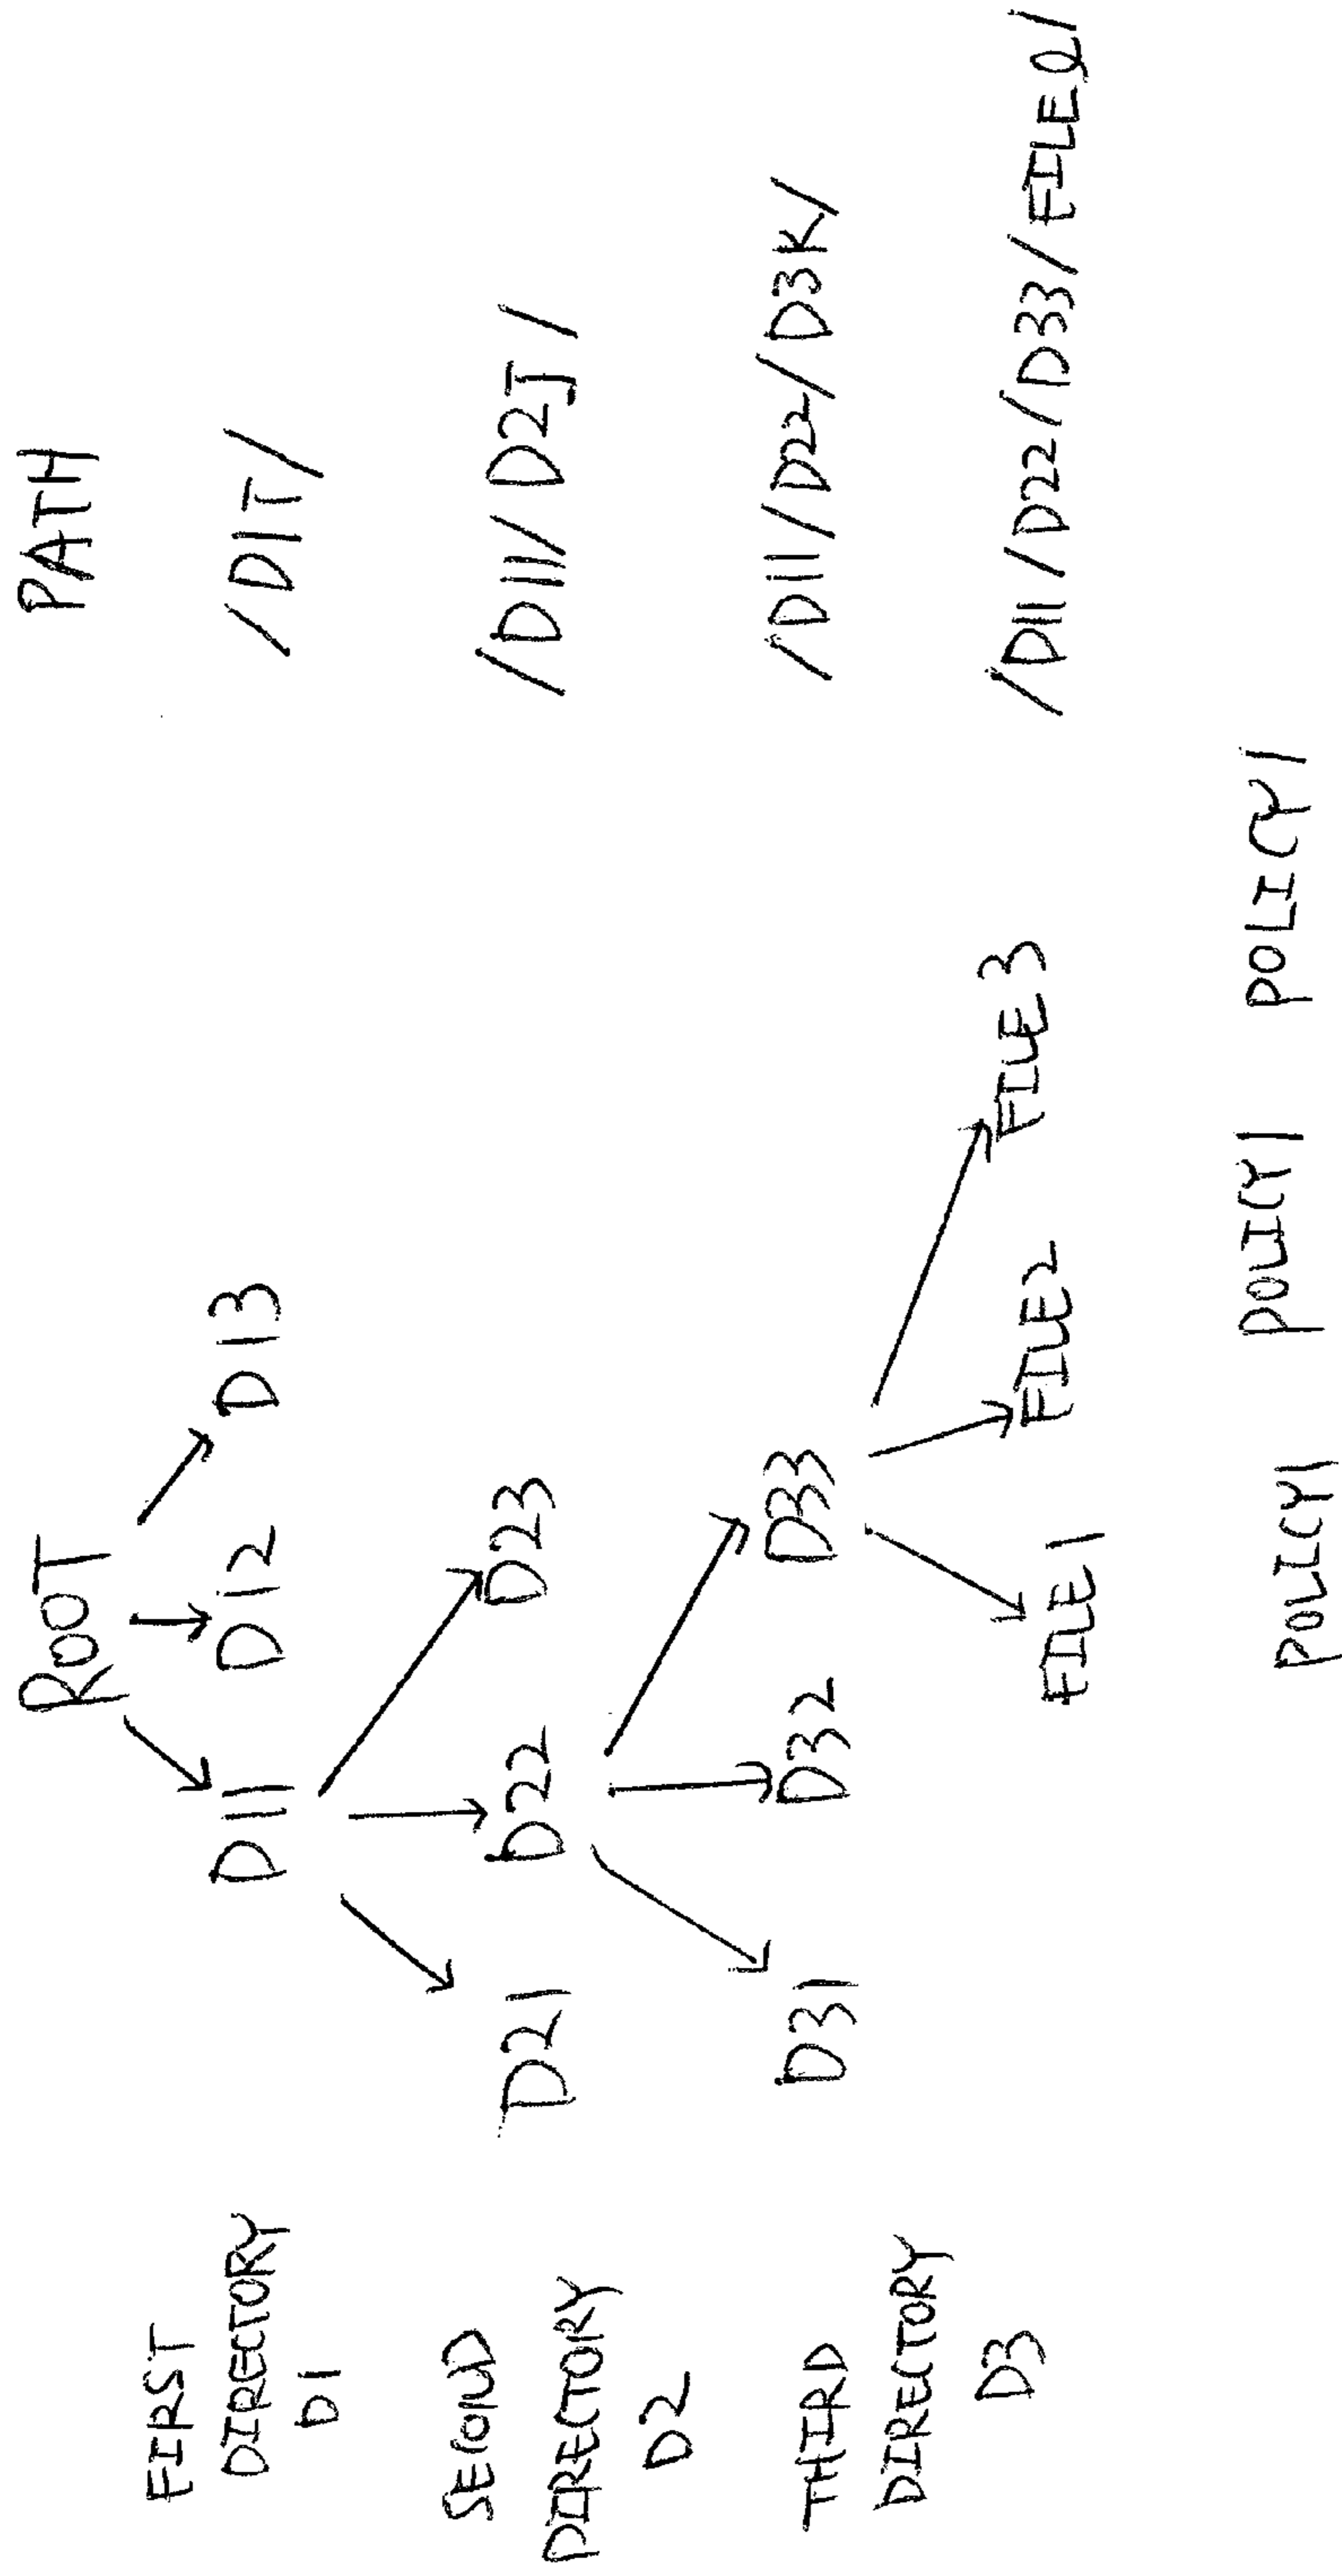 ROOT
PATH
FIRST
DIRECTORY
D1
D11 D12 D13
/D1I/
SECOND
DIRECTORY
D2
D21 D22 D23
/D11/D2J/
THIRD
DIRECTORY
D3
D31 D32 D33
/D11/D22/D3K/
FILE1 FILE2 FILE3
/D11/D22/D33/FILEQ/
POLICY1 POLICY1 POLICY1